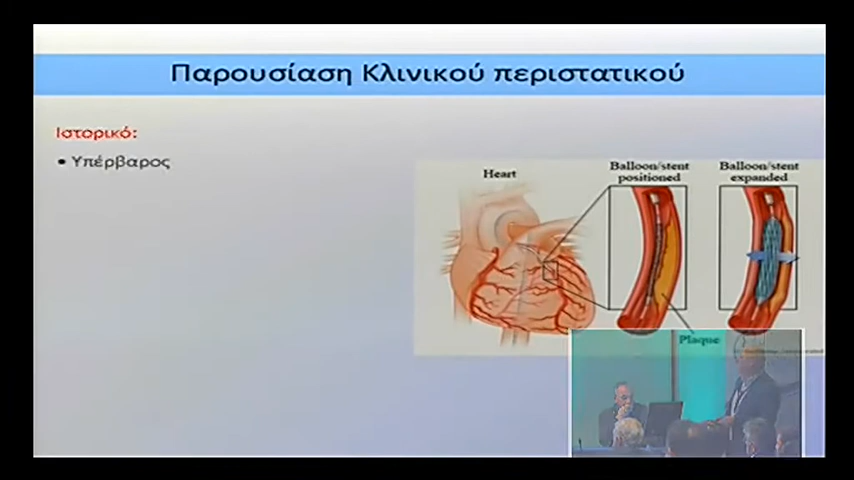 Παρουσίαση Κλινικού περιστατικού
Ιστορικό:
• Υπέρβαρος
Heart
Balloon/stent
positioned
Balloon/stent
expanded
Plaque